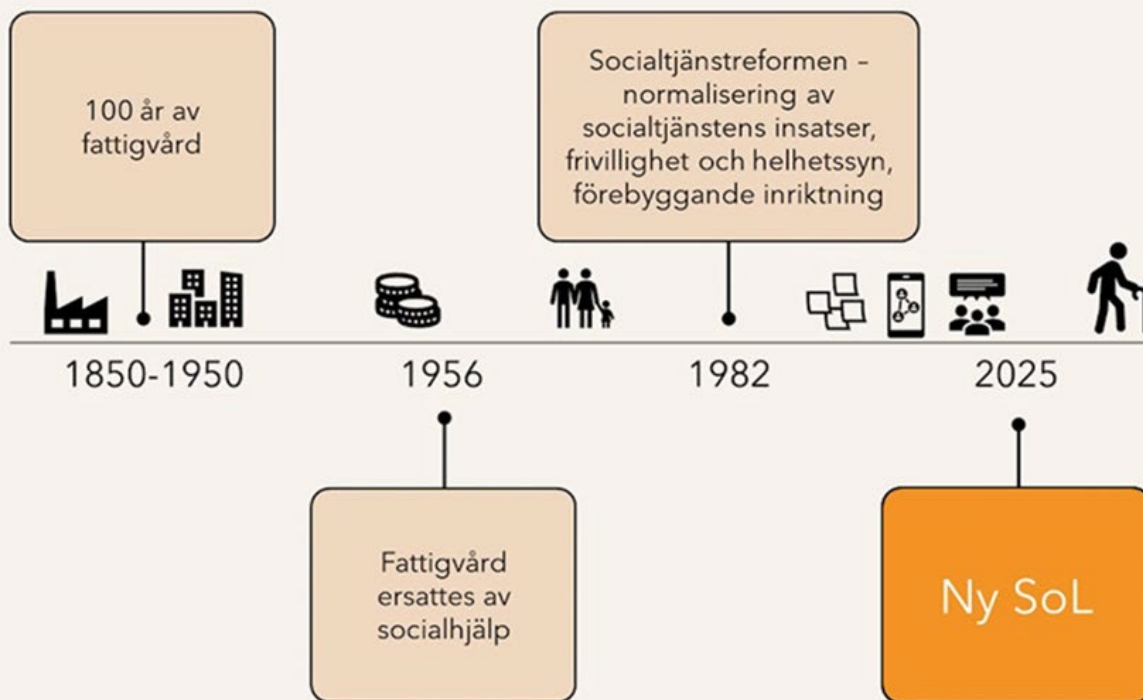 100 år av
fattigvård
Socialtjänstreformen –
normalisering av
socialtjänstens insatser,
frivillighet och helhetssyn,
förebyggande inriktning
1850-1950
1956
1982
2025
Fattigvård
ersattes av
socialhjälp
Ny SoL